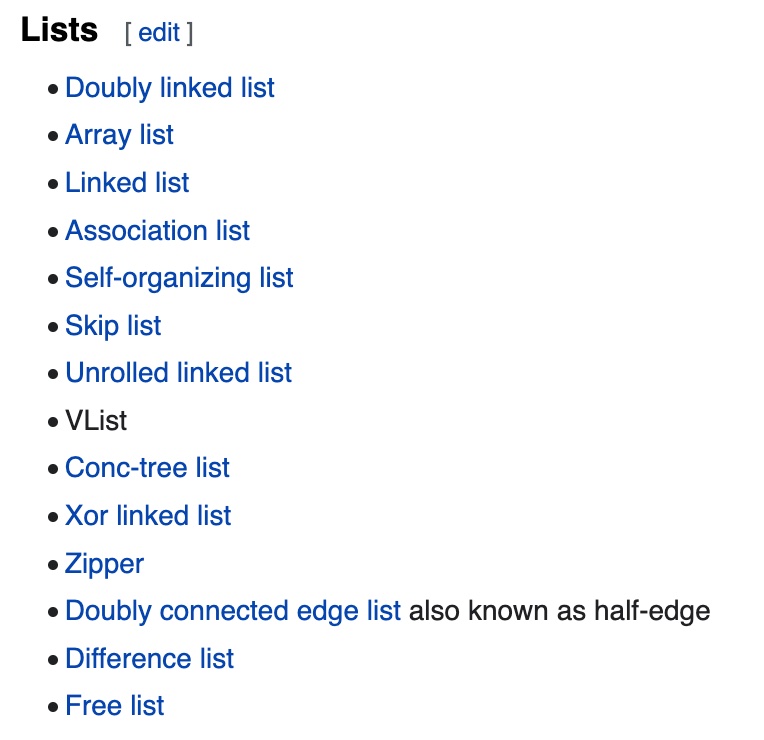 Lists [ edit ]
• Doubly linked list
• Array list
• Linked list
• Association list
• Self-organizing list
• Skip list
• Unrolled linked list
• VList
• Conc-tree list
• Xor linked list
• Zipper
• Doubly connected edge list also known as half-edge
• Difference list
• Free list